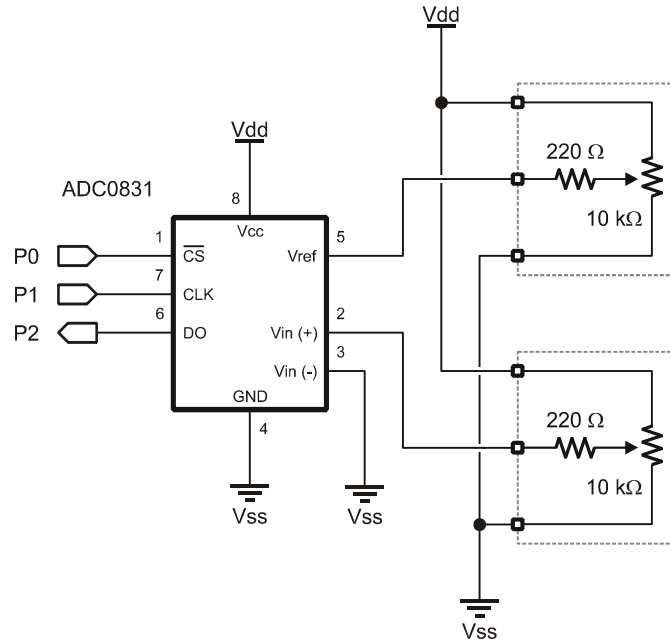 Vdd
Vdd
ADC0831
8
Vcc
220 Ω
10 kΩ
P0
1
CS
Vref
5
P1
7
CLK
P2
6
DO
Vin (+)
2
Vin (-)
3
GND
4
220 Ω
10 kΩ
Vss
Vss
Vss